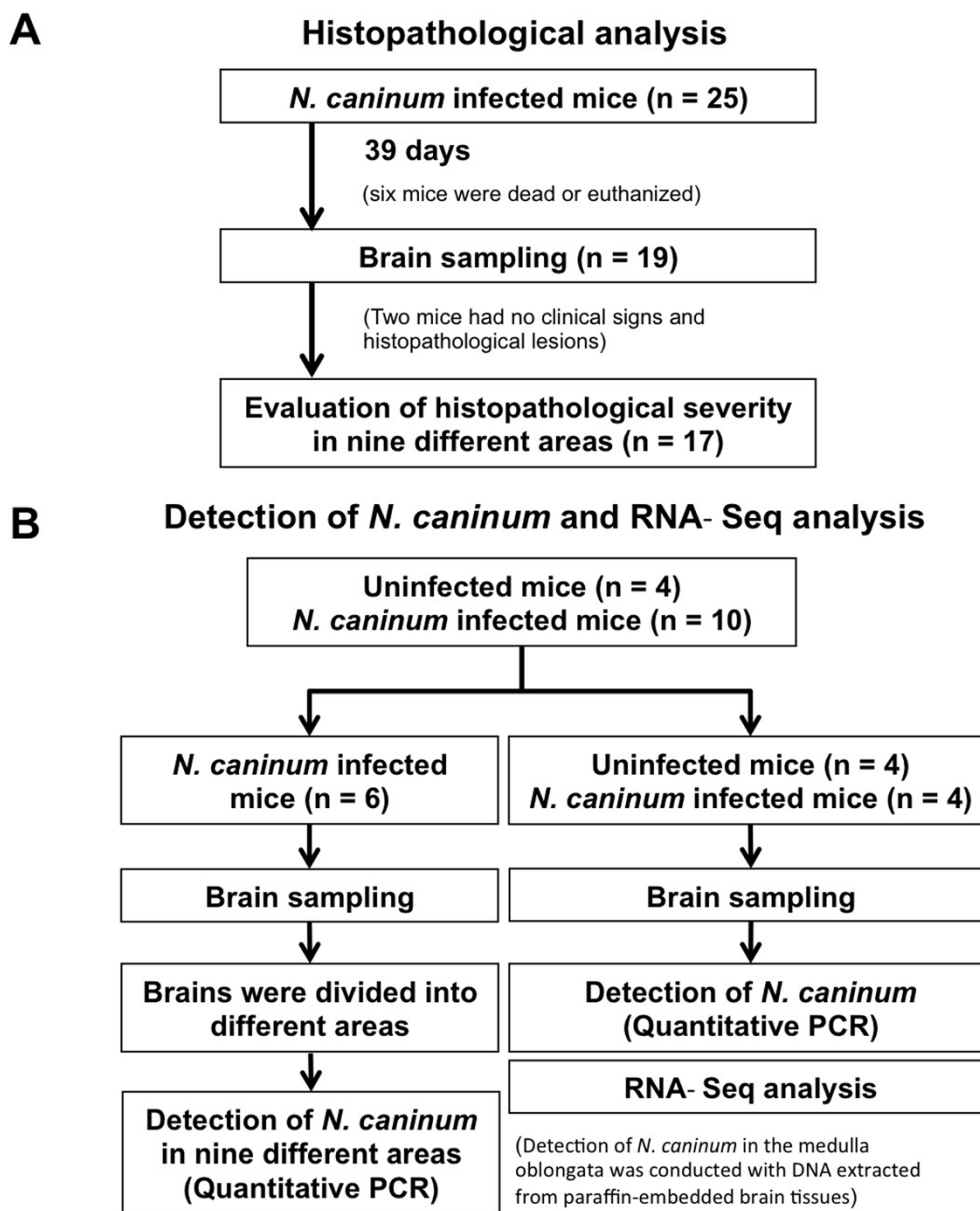 A
Histopathological analysis
N. caninum infected mice (n = 25)
39 days
(six mice were dead or euthanized)
Brain sampling (n = 19)
(Two mice had no clinical signs and
histopathological lesions)
Evaluation of histopathological severity
in nine different areas (n = 17)
B
Detection of N. caninum and RNA- Seq analysis
Uninfected mice (n = 4)
N. caninum infected mice (n = 10)
N. caninum infected
mice (n = 6)
Brain sampling
Brains were divided into
different areas
Detection of N. caninum
in nine different areas
(Quantitative PCR)
Uninfected mice (n = 4)
N. caninum infected mice (n = 4)
Brain sampling
Detection of N. caninum
(Quantitative PCR)
RNA- Seq analysis
(Detection of N. caninum in the medulla
oblongata was conducted with DNA extracted
from paraffin-embedded brain tissues)